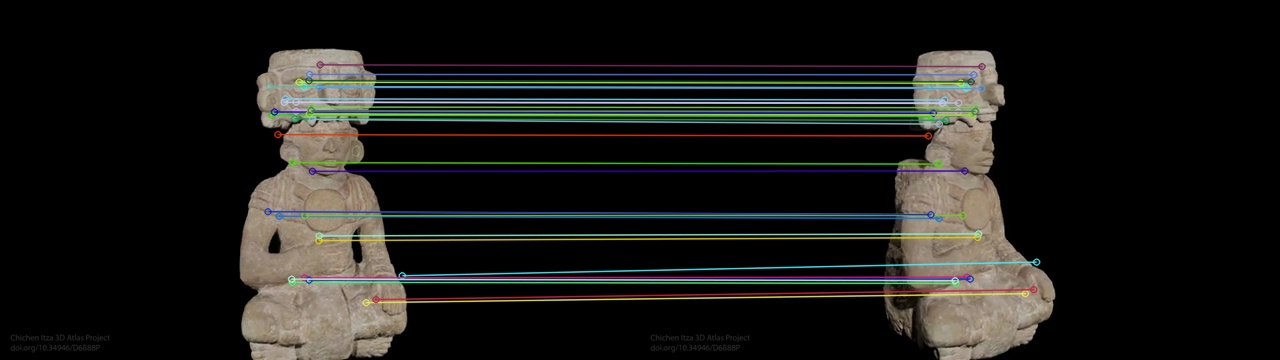 Chichen Itza 3D Atlas Project
doi.org/10.34946/D6B88P
Chichen Itza 3D Atlas Project
doi.org/10.34946/D6B88P